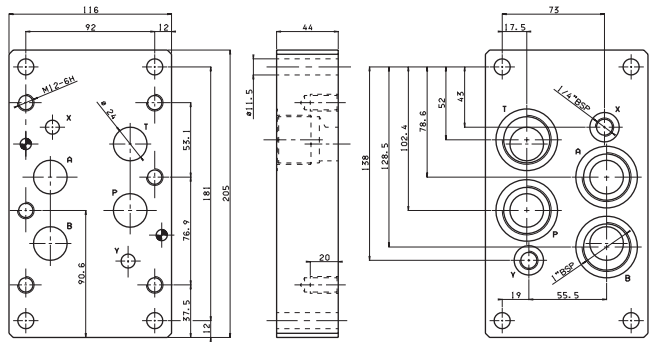 116
92
12
M12-6H
ø 24
X
T
A
P
B
Y
53.1
76.9
37.5
181
205
12
90.6
44
ø11.5
20
73
17.5
1/4"BSP
T
X
A
P
Y
B
43
52
78.6
102.4
128.5
138
1"BSP
19
55.5